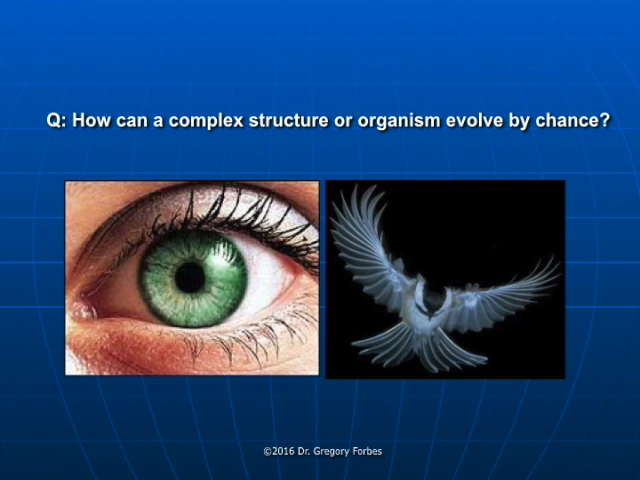 Q: How can a complex structure or organism evolve by chance?
©2016 Dr. Gregory Forbes